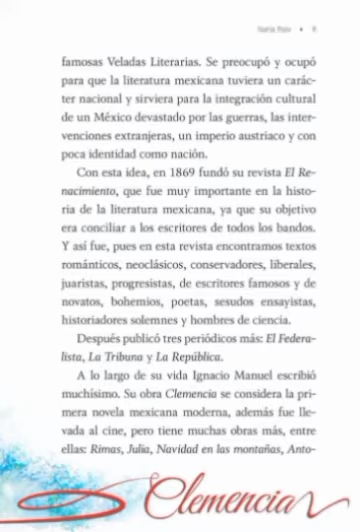 famosas Veladas Literarias. Se preocupó y ocupó
para que la literatura mexicana tuviera un carác-
ter nacional y sirviera para la integración cultural
de un México devastado por las guerras, las inter-
venciones extranjeras, un imperio austriaco y con
poca identidad como nación.
Con esta idea, en 1869 fundó su revista El Re-
nacimiento, que fue muy importante en la histo-
ria de la literatura mexicana, ya que su objetivo
era conciliar a los escritores de todos los bandos.
Y así fue, pues en esta revista encontramos textos
románticos, neoclásicos, conservadores, liberales,
juaristas, progresistas, de escritores famosos y de
novatos, bohemios, poetas, sesudos ensayistas,
historiadores solemnes y hombres de ciencia.
Después publicó tres periódicos más: El Federa-
lista, La Tribuna y La República.
A lo largo de su vida Ignacio Manuel escribió
muchísimo. Su obra Clemencia se considera la pri-
mera novela mexicana moderna, además fue lle-
vada al cine, pero tiene muchas obras más, entre
ellas: Rimas, Julia, Navidad en las montañas, Anto-
Clemencia